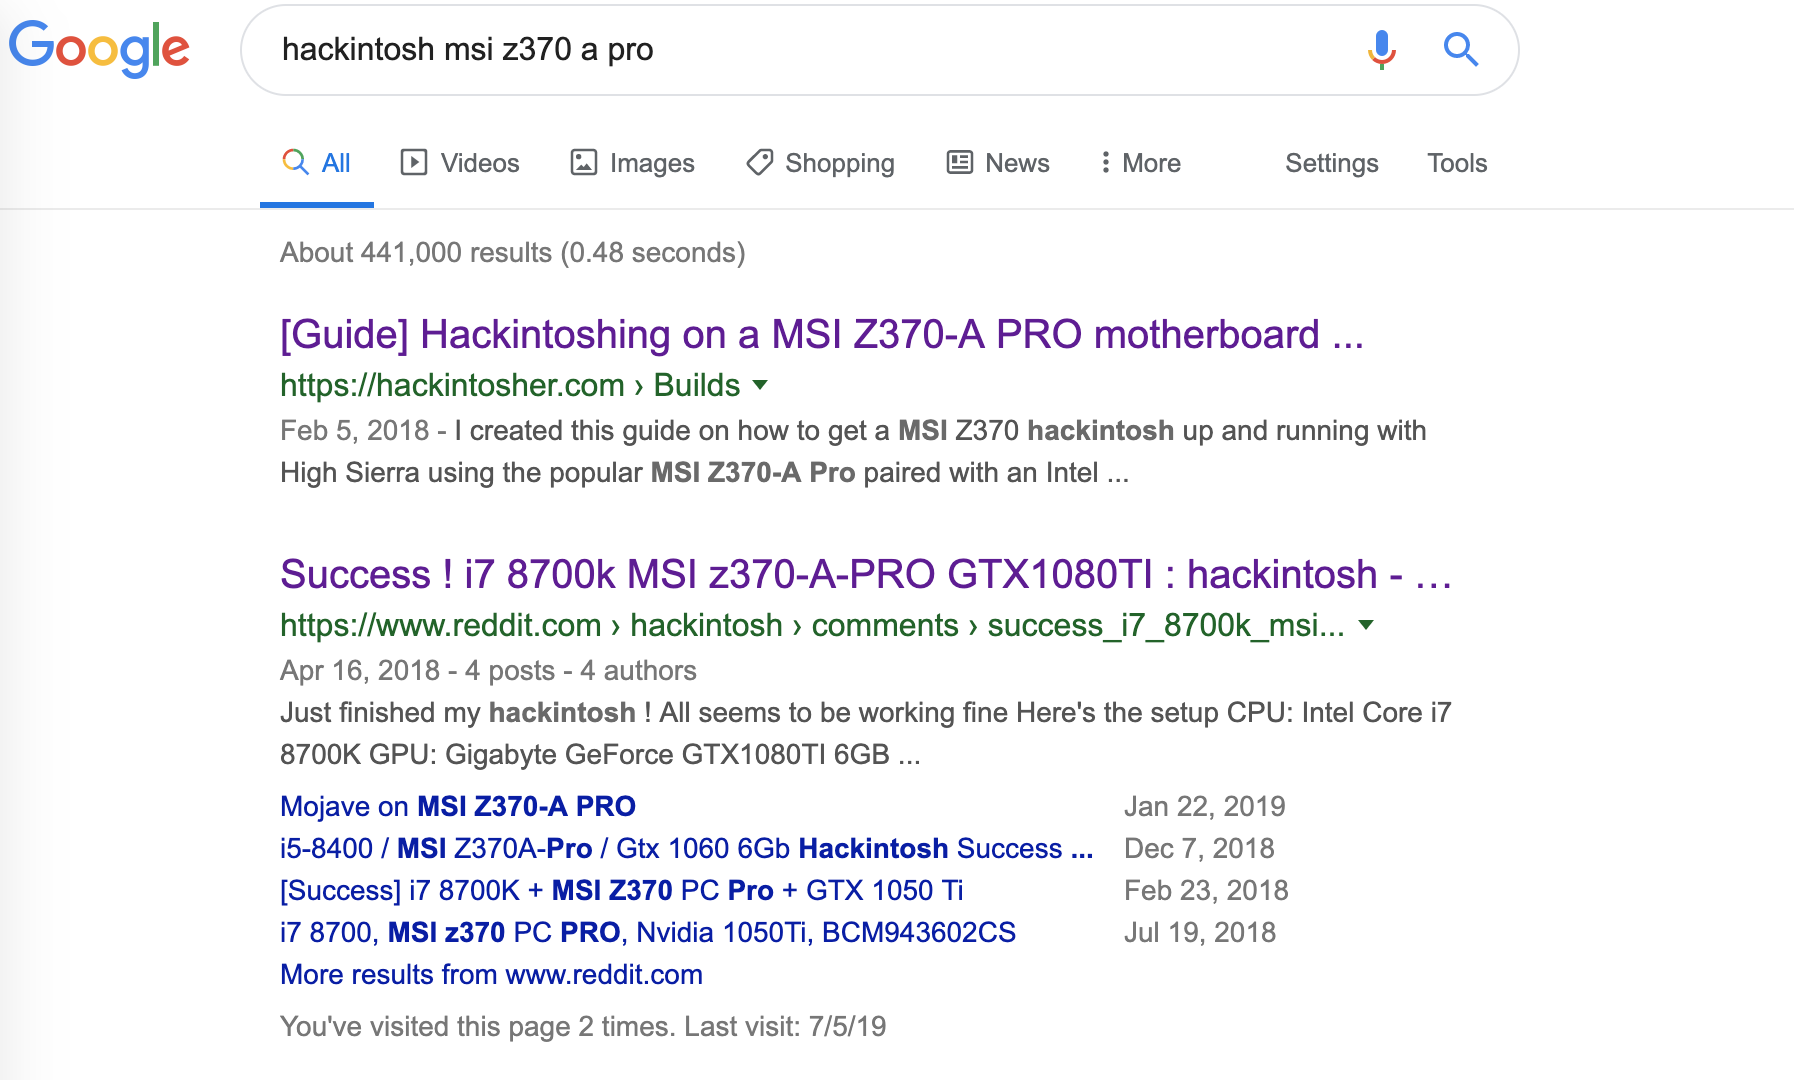 Google
hackintosh msi z370 a pro
All Videos Images Shopping News More Settings Tools
About 441,000 results (0.48 seconds)
[Guide] Hackintoshing on a MSI Z370-A PRO motherboard ...
https://hackintosher.com › Builds
Feb 5, 2018 - I created this guide on how to get a MSI Z370 hackintosh up and running with
High Sierra using the popular MSI Z370-A Pro paired with an Intel ...
Success ! i7 8700k MSI z370-A-PRO GTX1080TI : hackintosh - ...
https://www.reddit.com › hackintosh › comments › success_i7_8700k_msi...
Apr 16, 2018 - 4 posts - 4 authors
Just finished my hackintosh ! All seems to be working fine Here's the setup CPU: Intel Core i7
8700K GPU: Gigabyte GeForce GTX1080TI 6GB ...
Mojave on MSI Z370-A PRO Jan 22, 2019
i5-8400 / MSI Z370A-Pro / Gtx 1060 6Gb Hackintosh Success ... Dec 7, 2018
[Success] i7 8700K + MSI Z370 PC Pro + GTX 1050 Ti Feb 23, 2018
i7 8700, MSI z370 PC PRO, Nvidia 1050Ti, BCM943602CS Jul 19, 2018
More results from www.reddit.com
You've visited this page 2 times. Last visit: 7/5/19